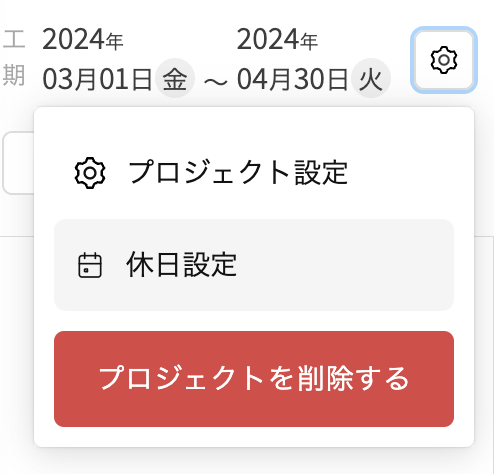 工期
2024年
03月01日 金 ～ 2024年
04月30日 火
プロジェクト設定
休日設定
プロジェクトを削除する